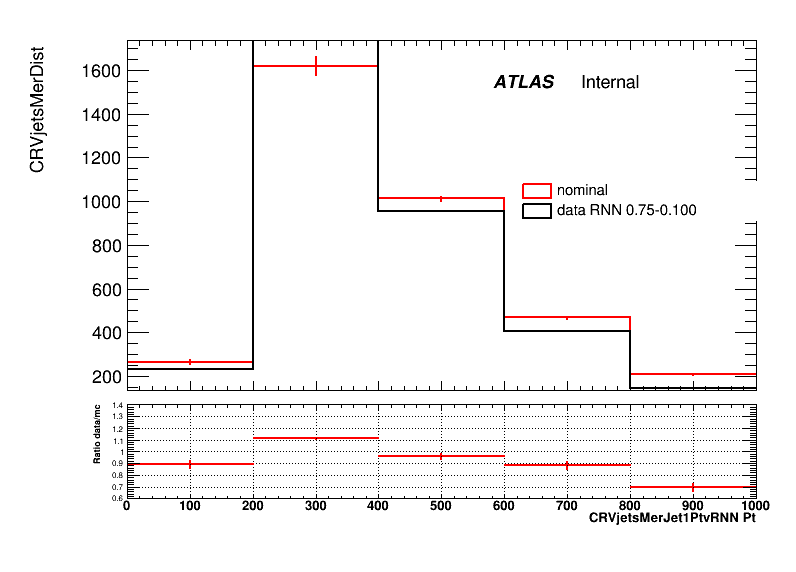 CRVjetsMerDist
1600
1400
1200
1000
800
600
400
200
ATLAS Internal
nominal
data RNN 0.75-0.100
Ratio data/mc
1.4
1.3
1.2
1.1
1
0.9
0.8
0.7
0.6
0 100 200 300 400 500 600 700 800 900 1000
CRVjetsMerJet1PtvRNN Pt